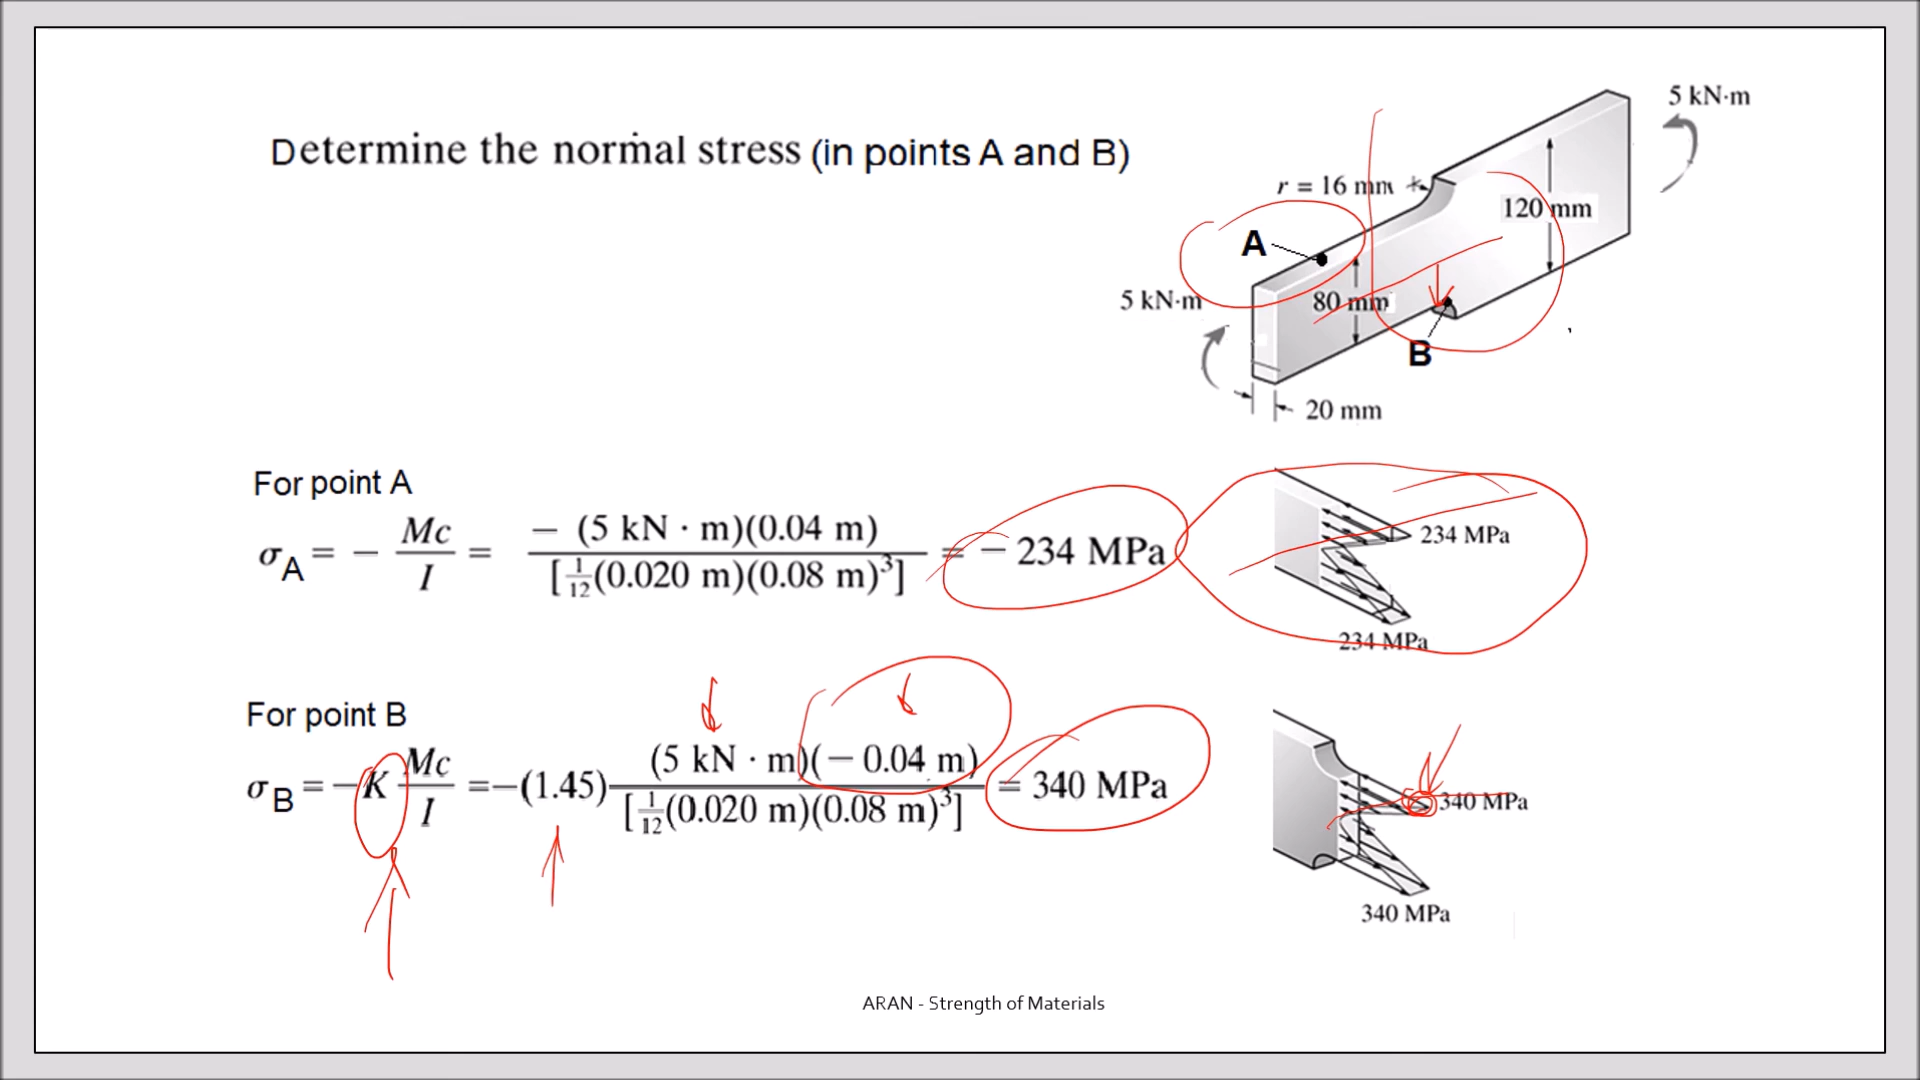 Determine the normal stress (in points A and B)
5 kN·m
r = 16 mm
120 mm
A
5 kN·m
80 mm
B
20 mm
For point A
σ_A = − Mc / I = − (5 kN · m)(0.04 m) / [1/12(0.020 m)(0.08 m)³] = − 234 MPa
234 MPa
234 MPa
For point B
σ_B = −K Mc / I = −(1.45) (5 kN · m)(− 0.04 m) / [1/12(0.020 m)(0.08 m)³] = 340 MPa
340 MPa
340 MPa
ARAN - Strength of Materials